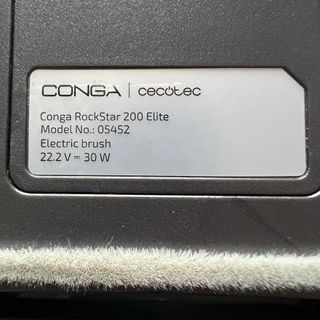 CONGA | cecotec
Conga RockStar 200 Elite
Model No.: 05452
Electric brush
22.2 V ⎓ 30 W